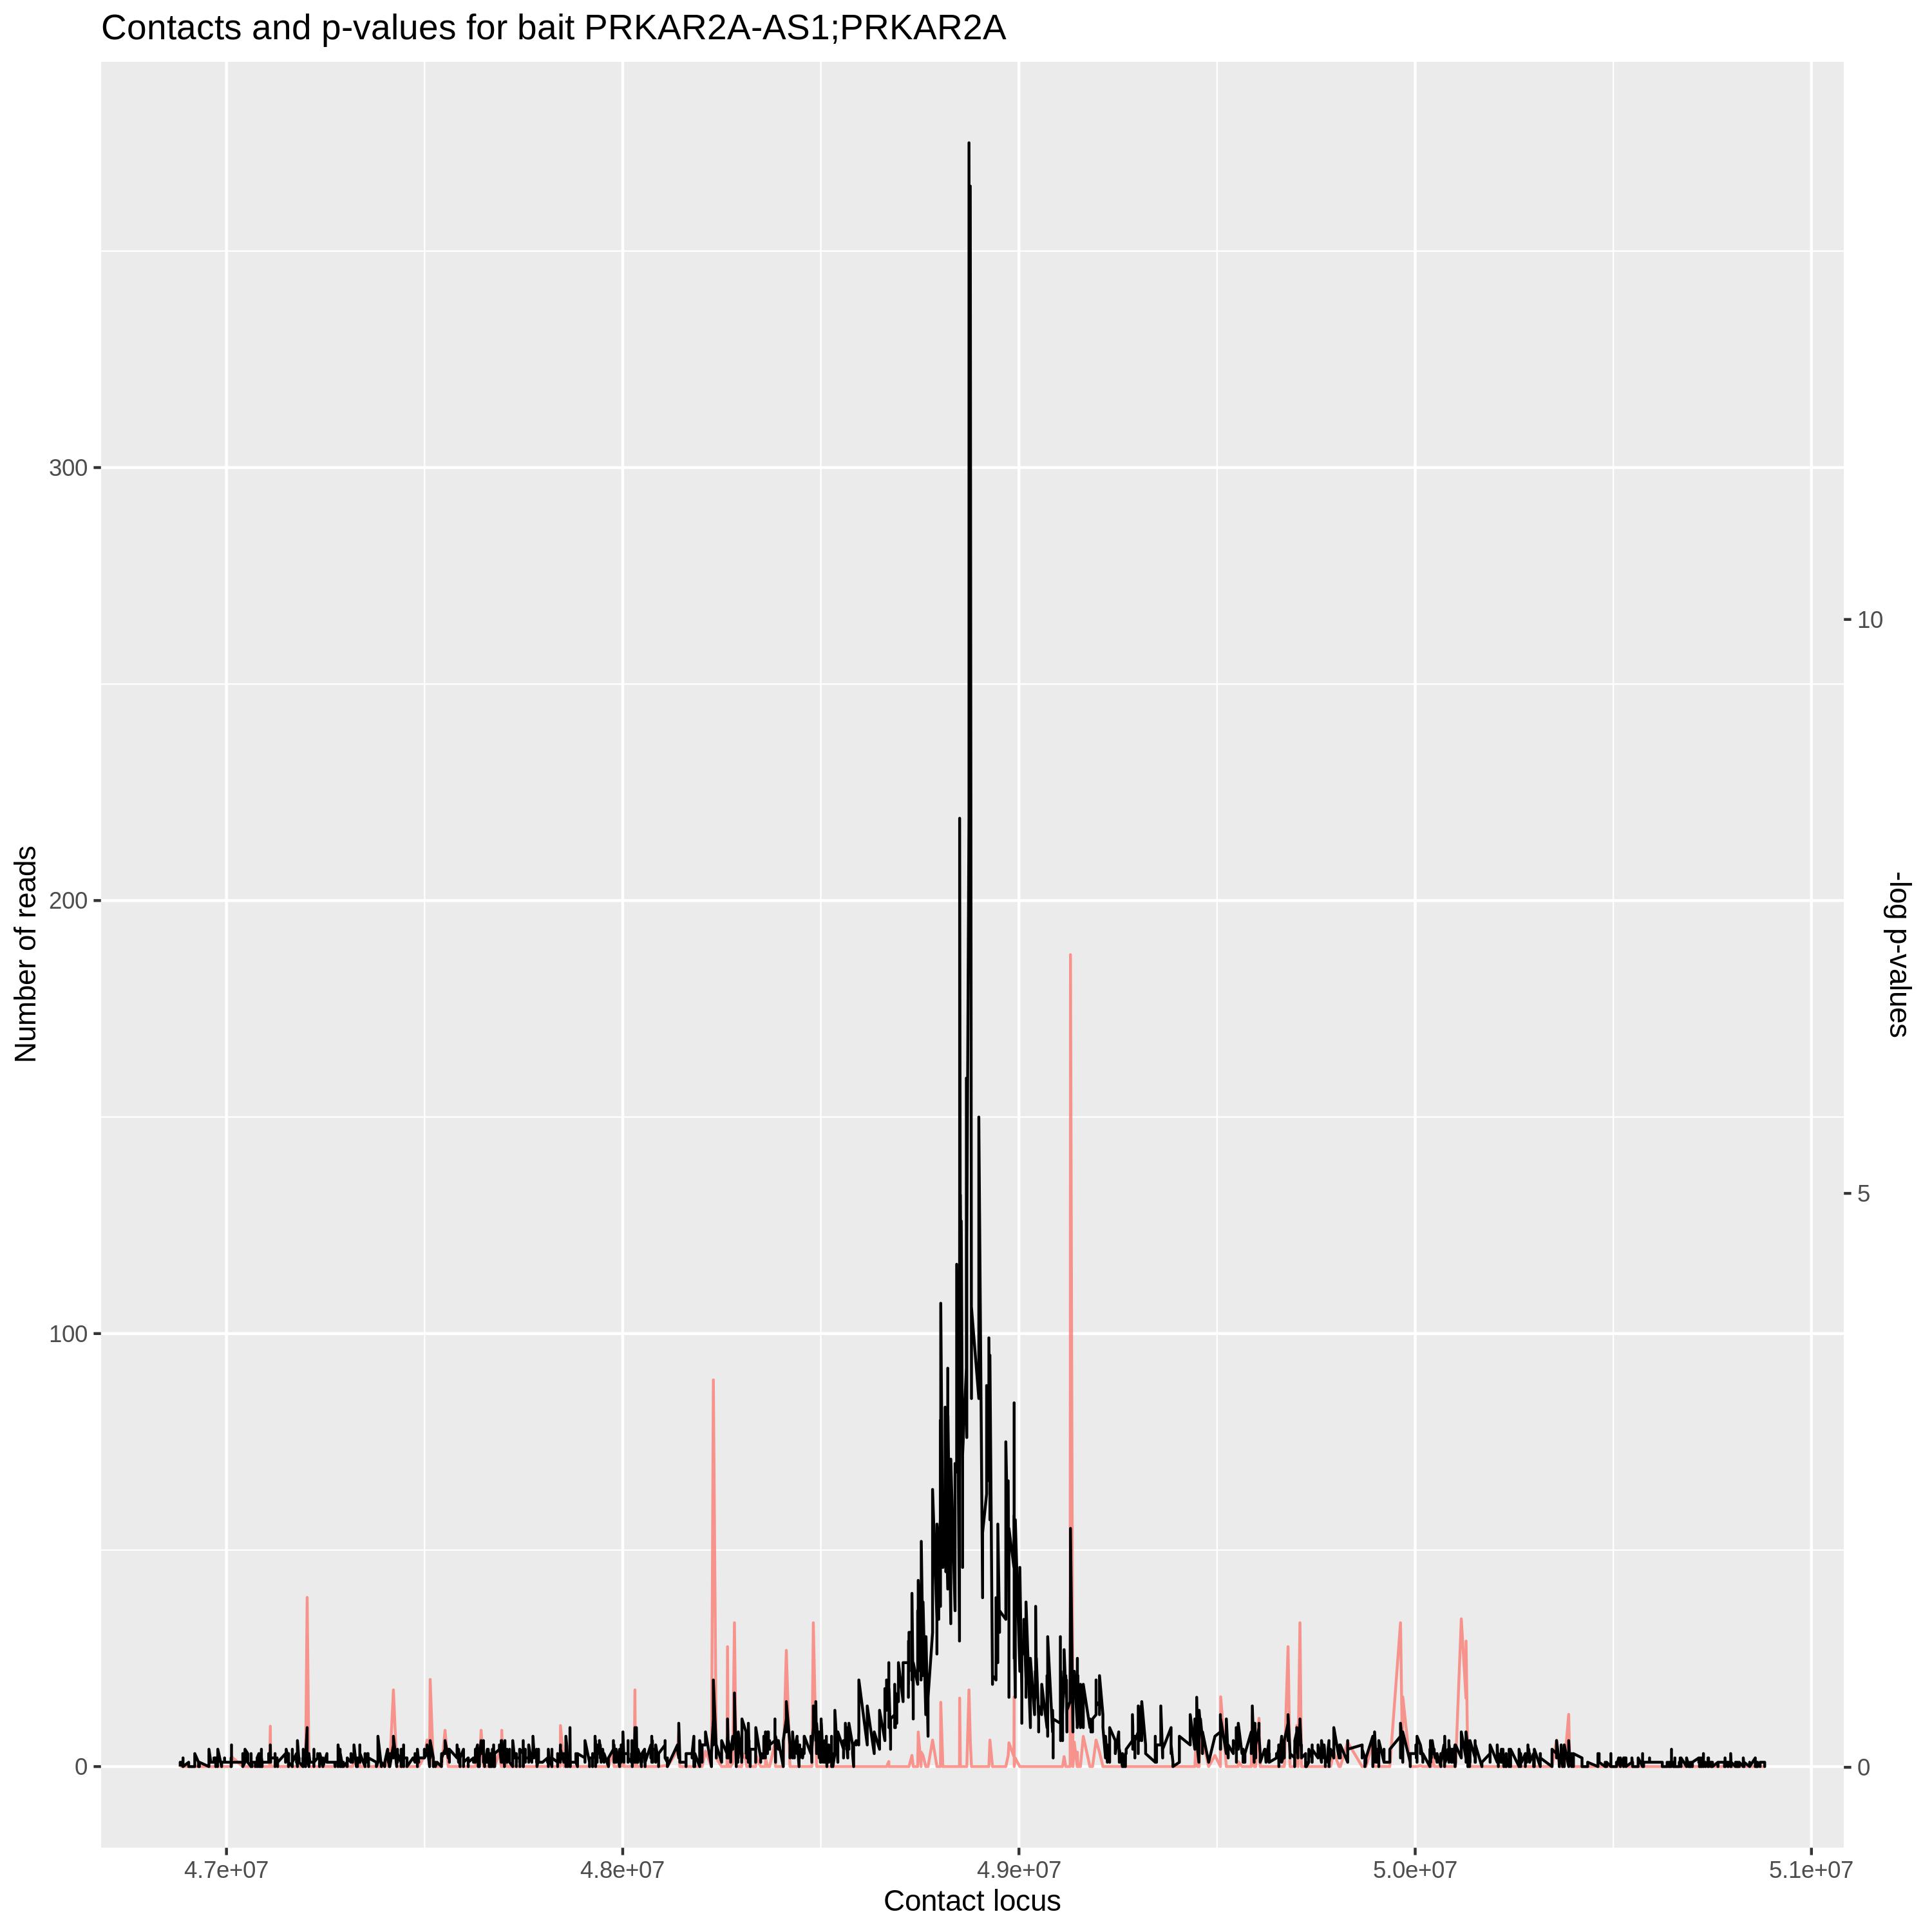 Contacts and p-values for bait PRKAR2A-AS1;PRKAR2A
Number of reads
300
200
100
0
10
5
0
-log p-values
4.7e+07
4.8e+07
4.9e+07
5.0e+07
5.1e+07
Contact locus